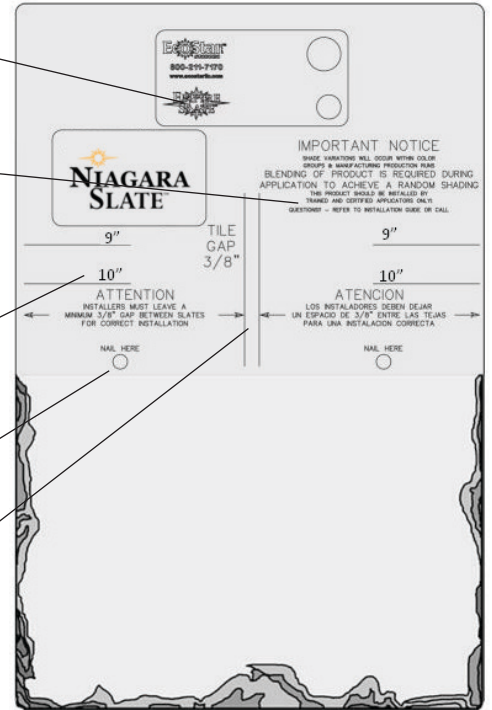 EcoStar
800-211-7170
www.ecostarllc.com
EMPIRE
SLATE
NIAGARA
SLATE™
IMPORTANT NOTICE
SHADE VARIATIONS WILL OCCUR WITHIN COLOR
GROUPS & MANUFACTURING PRODUCTION RUNS
BLENDING OF PRODUCT IS REQUIRED DURING
APPLICATION TO ACHIEVE A RANDOM SHADING
THIS PRODUCT SHOULD BE INSTALLED BY
TRAINED AND CERTIFIED APPLICATORS ONLY!
QUESTIONS? – REFER TO INSTALLATION GUIDE OR CALL
9"
10"
TILE
GAP
3/8"
9"
10"
ATTENTION
INSTALLERS MUST LEAVE A
MINIMUM 3/8" GAP BETWEEN SLATES
FOR CORRECT INSTALLATION
NAIL HERE
ATENCION
LOS INSTALADORES DEBEN DEJAR
UN ESPACIO DE 3/8" ENTRE LAS TEJAS
PARA UNA INSTALACION CORRECTA
NAIL HERE